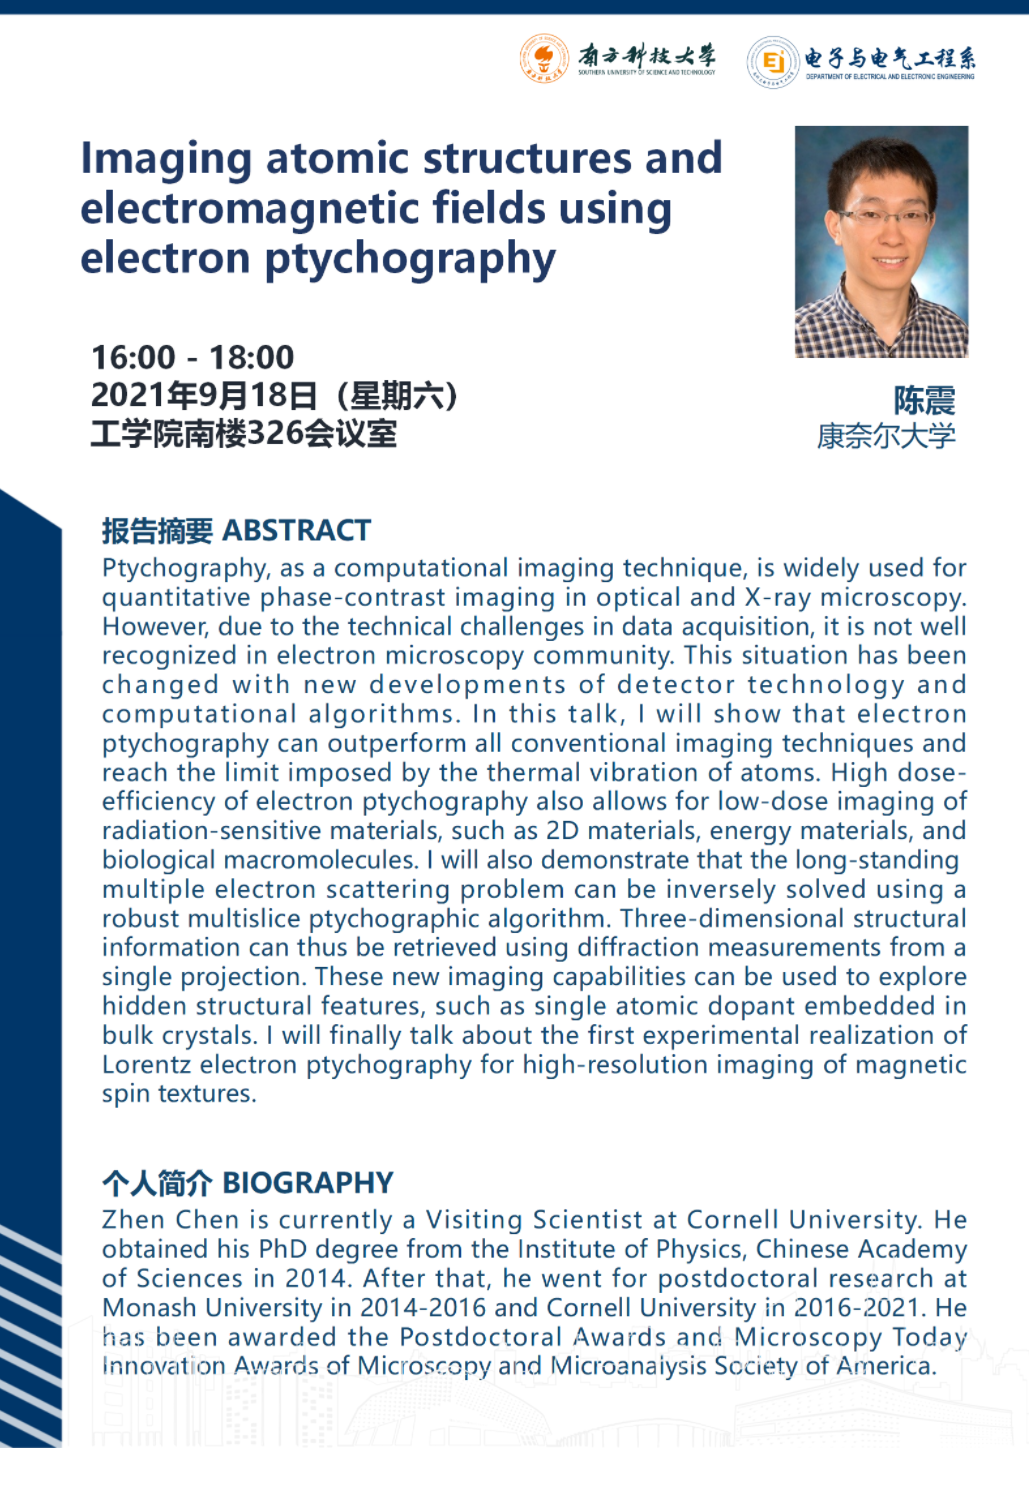 南方科技大学
SOUTHERN UNIVERSITY OF SCIENCE AND TECHNOLOGY
电子与电气工程系
DEPARTMENT OF ELECTRICAL AND ELECTRONIC ENGINEERING
Imaging atomic structures and
electromagnetic fields using
electron ptychography
16:00 - 18:00
2021年9月18日（星期六）
工学院南楼326会议室
陈震
康奈尔大学
报告摘要 ABSTRACT
Ptychography, as a computational imaging technique, is widely used for
quantitative phase-contrast imaging in optical and X-ray microscopy.
However, due to the technical challenges in data acquisition, it is not well
recognized in electron microscopy community. This situation has been
changed with new developments of detector technology and
computational algorithms. In this talk, I will show that electron
ptychography can outperform all conventional imaging techniques and
reach the limit imposed by the thermal vibration of atoms. High dose-
efficiency of electron ptychography also allows for low-dose imaging of
radiation-sensitive materials, such as 2D materials, energy materials, and
biological macromolecules. I will also demonstrate that the long-standing
multiple electron scattering problem can be inversely solved using a
robust multislice ptychographic algorithm. Three-dimensional structural
information can thus be retrieved using diffraction measurements from a
single projection. These new imaging capabilities can be used to explore
hidden structural features, such as single atomic dopant embedded in
bulk crystals. I will finally talk about the first experimental realization of
Lorentz electron ptychography for high-resolution imaging of magnetic
spin textures.
个人简介 BIOGRAPHY
Zhen Chen is currently a Visiting Scientist at Cornell University. He
obtained his PhD degree from the Institute of Physics, Chinese Academy
of Sciences in 2014. After that, he went for postdoctoral research at
Monash University in 2014-2016 and Cornell University in 2016-2021. He
has been awarded the Postdoctoral Awards and Microscopy Today
Innovation Awards of Microscopy and Microanalysis Society of America.